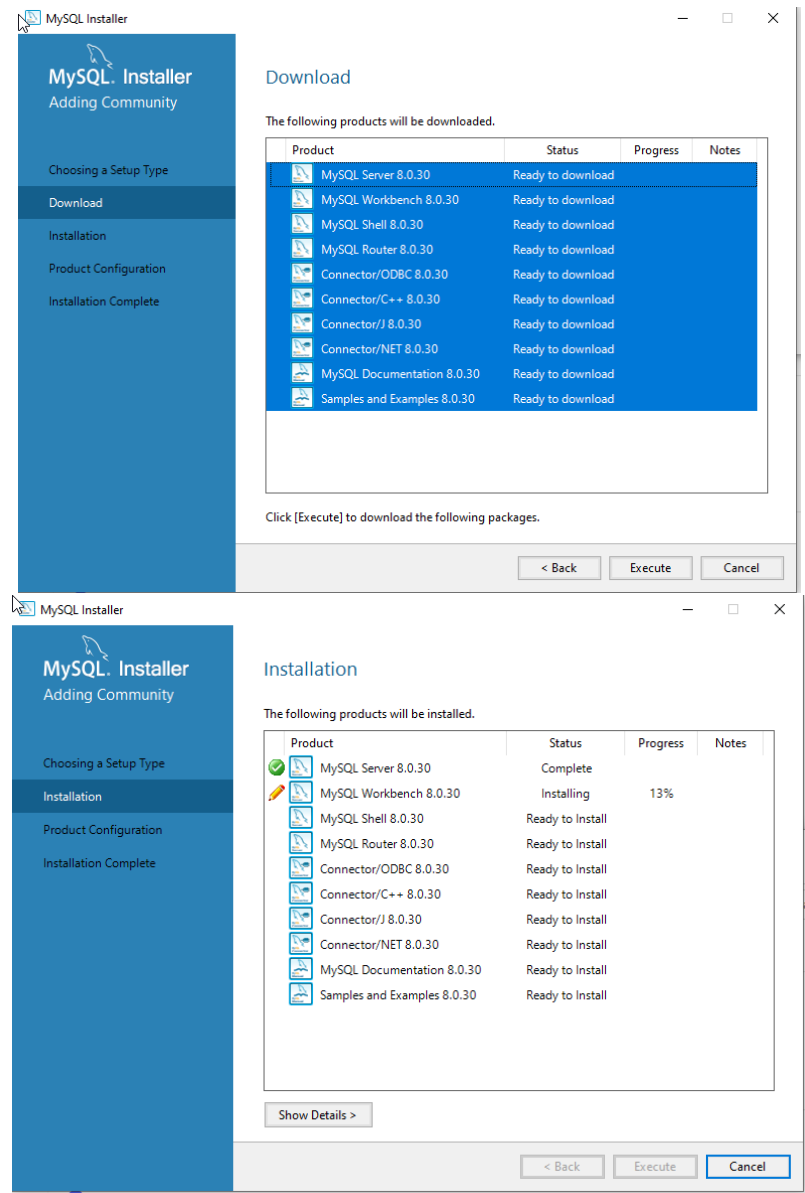 MySQL Installer
MySQL. Installer
Adding Community
Choosing a Setup Type
Download
Installation
Product Configuration
Installation Complete
Download
The following products will be downloaded.
Product Status Progress Notes
MySQL Server 8.0.30 Ready to download
MySQL Workbench 8.0.30 Ready to download
MySQL Shell 8.0.30 Ready to download
MySQL Router 8.0.30 Ready to download
Connector/ODBC 8.0.30 Ready to download
Connector/C++ 8.0.30 Ready to download
Connector/J 8.0.30 Ready to download
Connector/NET 8.0.30 Ready to download
MySQL Documentation 8.0.30 Ready to download
Samples and Examples 8.0.30 Ready to download
Click [Execute] to download the following packages.
< Back Execute Cancel
MySQL Installer
MySQL. Installer
Adding Community
Choosing a Setup Type
Installation
Product Configuration
Installation Complete
Installation
The following products will be installed.
Product Status Progress Notes
MySQL Server 8.0.30 Complete
MySQL Workbench 8.0.30 Installing 13%
MySQL Shell 8.0.30 Ready to Install
MySQL Router 8.0.30 Ready to Install
Connector/ODBC 8.0.30 Ready to Install
Connector/C++ 8.0.30 Ready to Install
Connector/J 8.0.30 Ready to Install
Connector/NET 8.0.30 Ready to Install
MySQL Documentation 8.0.30 Ready to Install
Samples and Examples 8.0.30 Ready to Install
Show Details >
< Back Execute Cancel